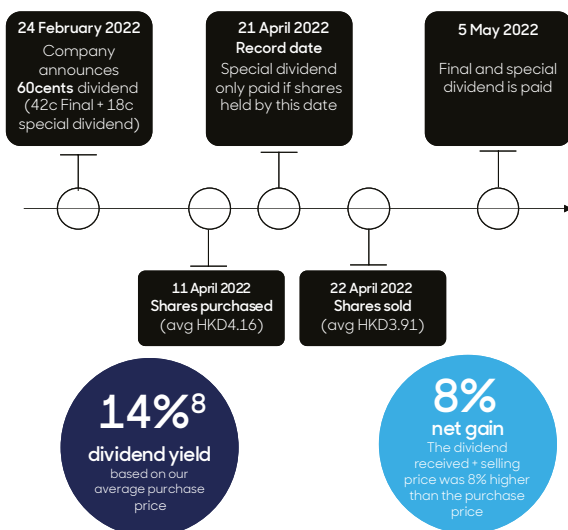 24 February 2022
Company
announces
60cents dividend
(42c Final + 18c
special dividend)
21 April 2022
Record date
Special dividend
only paid if shares
held by this date
5 May 2022
Final and special
dividend is paid
11 April 2022
Shares purchased
(avg HKD4.16)
22 April 2022
Shares sold
(avg HKD3.91)
14%⁸
dividend yield
based on our
average purchase
price
8%
net gain
The dividend
received + selling
price was 8% higher
than the purchase
price